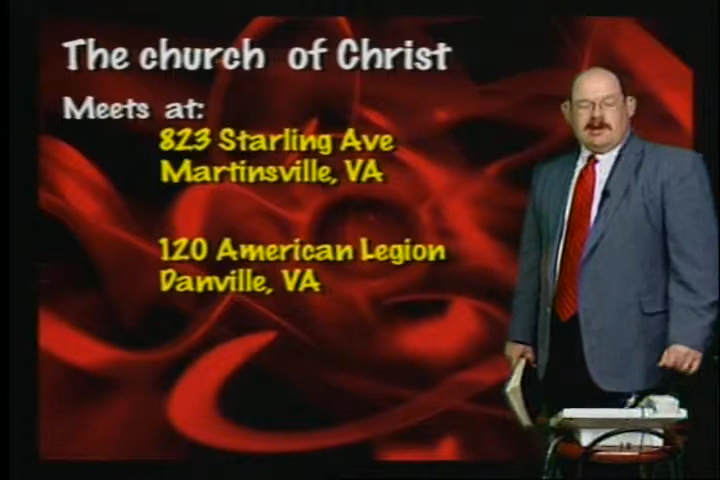 The church of Christ
Meets at:
823 Starling Ave
Martinsville, VA
120 American Legion
Danville, VA